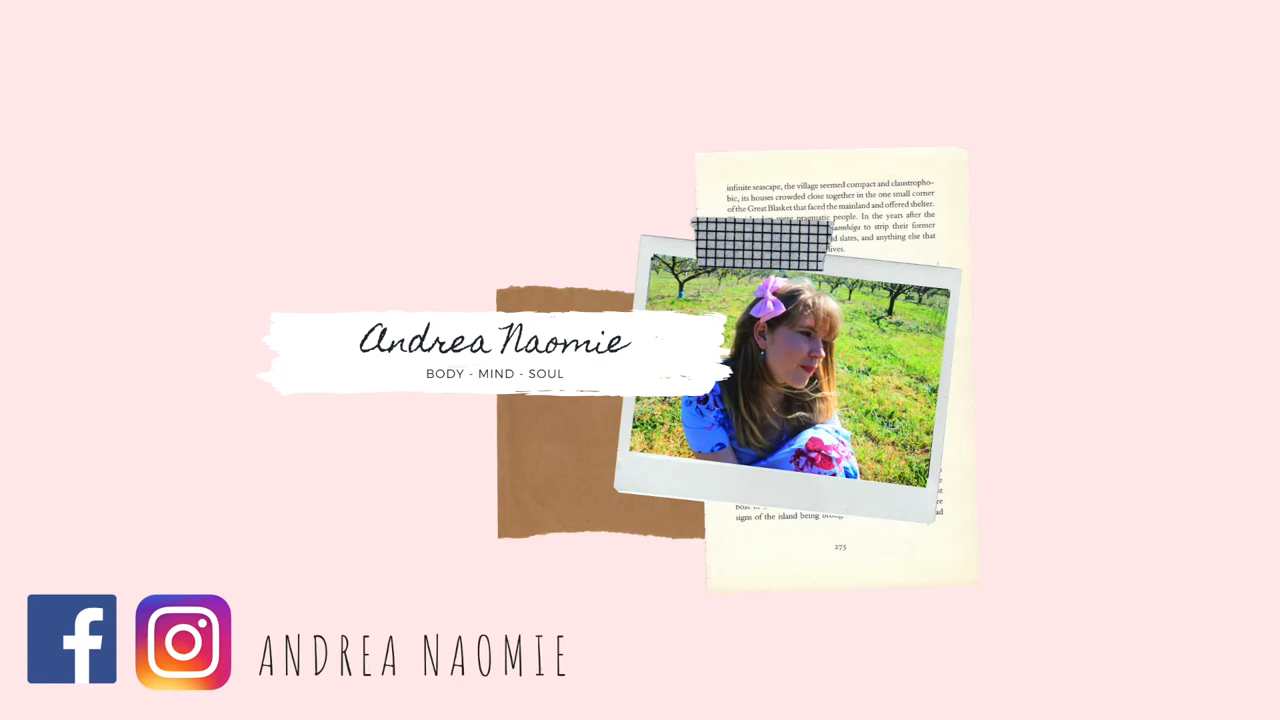 infinite seascape, the village seemed compact and claustropho-
bic, its houses crowded close together in the one small corner
of the Great Blasket that faced the mainland and offered shelter.
were pragmatic people. In the years after the
to strip their former
slates, and anything else that
lives.
Andrea Naomie
BODY - MIND - SOUL
signs of the island being
275
ANDREA NAOMIE